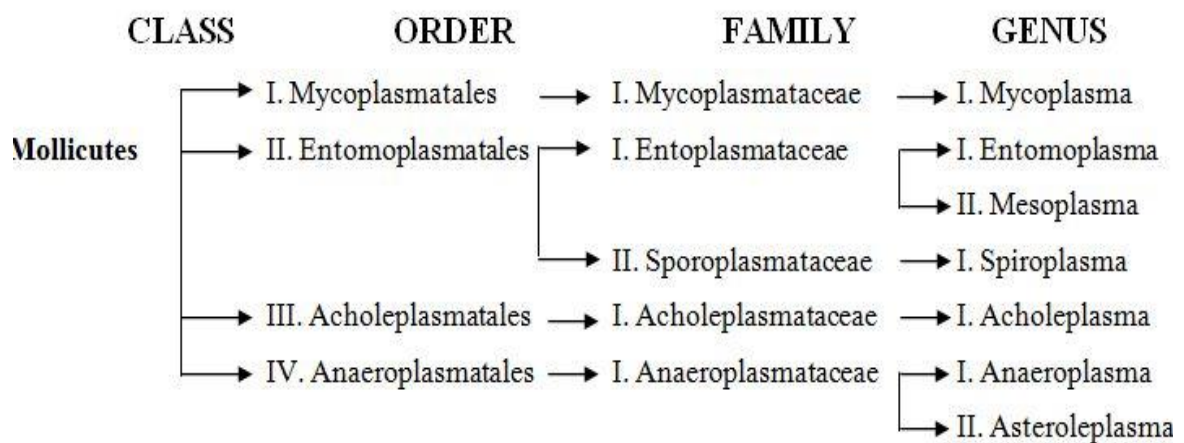 CLASS ORDER FAMILY GENUS
I. Mycoplasmatales I. Mycoplasmataceae I. Mycoplasma
Mollicutes II. Entomoplasmatales I. Entoplasmataceae I. Entomoplasma
II. Mesoplasma
II. Sporoplasmataceae I. Spiroplasma
III. Acholeplasmatales I. Acholeplasmataceae I. Acholeplasma
IV. Anaeroplasmatales I. Anaeroplasmataceae I. Anaeroplasma
II. Asteroleplasma